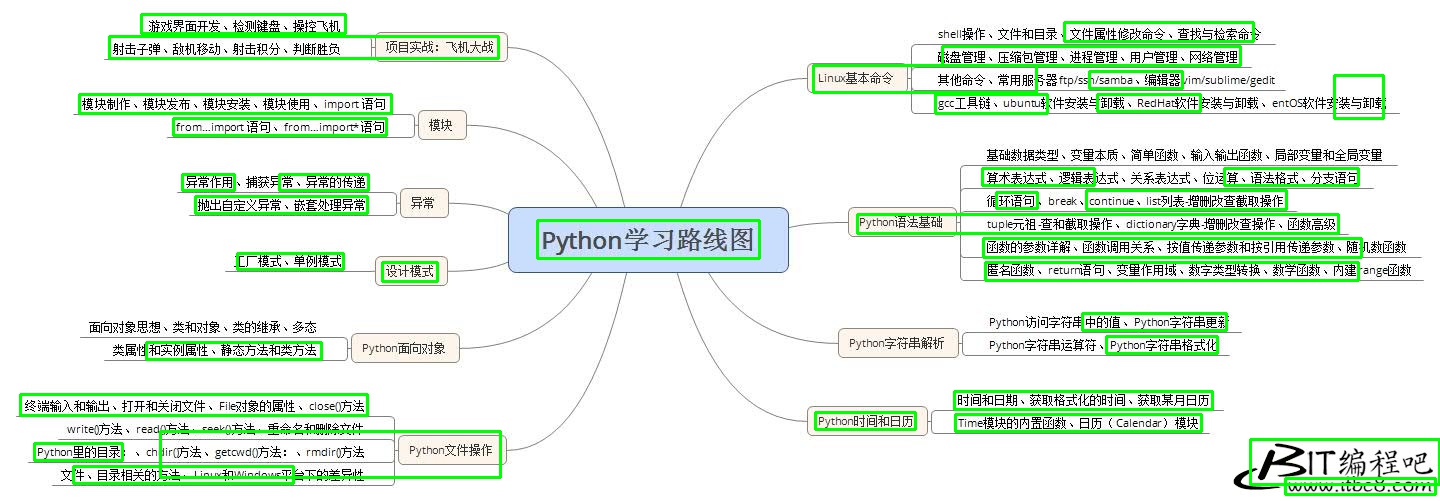 Python学习路线图
项目实战：飞机大战
游戏界面开发、检测键盘、操控飞机
射击子弹、敌机移动、射击积分、判断胜负
模块
模块制作、模块发布、模块安装、模块使用、import 语句
from…import 语句、from…import* 语句
异常
异常作用、捕获异常、异常的传递
抛出自定义异常、嵌套处理异常
设计模式
工厂模式、单例模式
Python面向对象
面向对象思想、类和对象、类的继承、多态
类属性和实例属性、静态方法和类方法
Python文件操作
终端输入和输出、打开和关闭文件、File对象的属性、close()方法
write()方法、read()方法、seek()方法、重命名和删除文件
Python里的目录：、chdir()方法、getcwd()方法：、rmdir()方法
文件、目录相关的方法、Linux和Windows平台下的差异性
Linux基本命令
shell操作、文件和目录、文件属性修改命令、查找与检索命令
磁盘管理、压缩包管理、进程管理、用户管理、网络管理
其他命令、常用服务器ftp/ssh/samba、编辑器vim/sublime/gedit
gcc工具链、ubuntu软件安装与卸载、RedHat软件安装与卸载、entOS软件安装与卸载
Python语法基础
基础数据类型、变量本质、简单函数、输入输出函数、局部变量和全局变量
算术表达式、逻辑表达式、关系表达式、位运算、语法格式、分支语句
循环语句、break、continue、list列表-增删改查截取操作
tuple元祖-查和截取操作、dictionary字典-增删改查操作、函数高级
函数的参数详解、函数调用关系、按值传递参数和按引用传递参数、随机数函数
匿名函数、return语句、变量作用域、数字类型转换、数学函数、内建range函数
Python字符串解析
Python访问字符串中的值、Python字符串更新
Python字符串运算符、Python字符串格式化
Python时间和日历
时间和日期、获取格式化的时间、获取某月日历
Time模块的内置函数、日历（Calendar）模块
BIT编程吧
www.itbc8.com